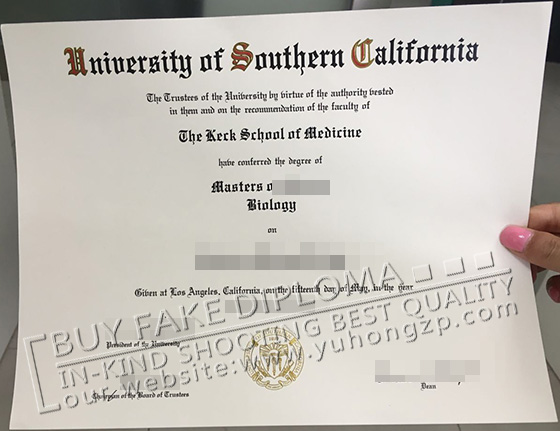 University of Southern California
The Trustees of the University by virtue of the authority vested
in them and on the recommendation of the faculty of
The Keck School of Medicine
have conferred the degree of
Masters o
Biology
on
Given at Los Angeles, California, on the fifteenth day of May, in the year
BUY FAKE DIPLOMA
IN-KIND SHOOTING BEST QUALITY
our website:www.yuhongzp.com
President of the University
Chairman of the Board of Trustees
Dean